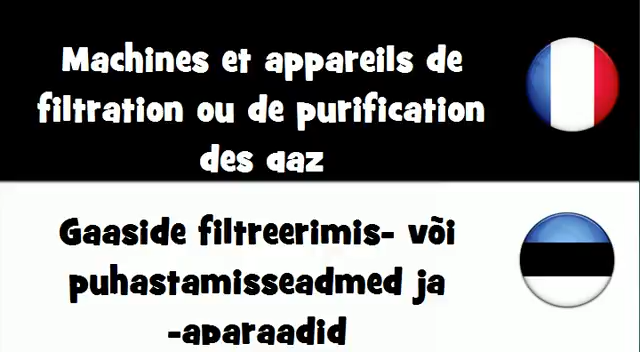 Machines et appareils de
filtration ou de purification
des gaz
Gaaside filtreerimis- või
puhastamisseadmed ja
-aparaadid